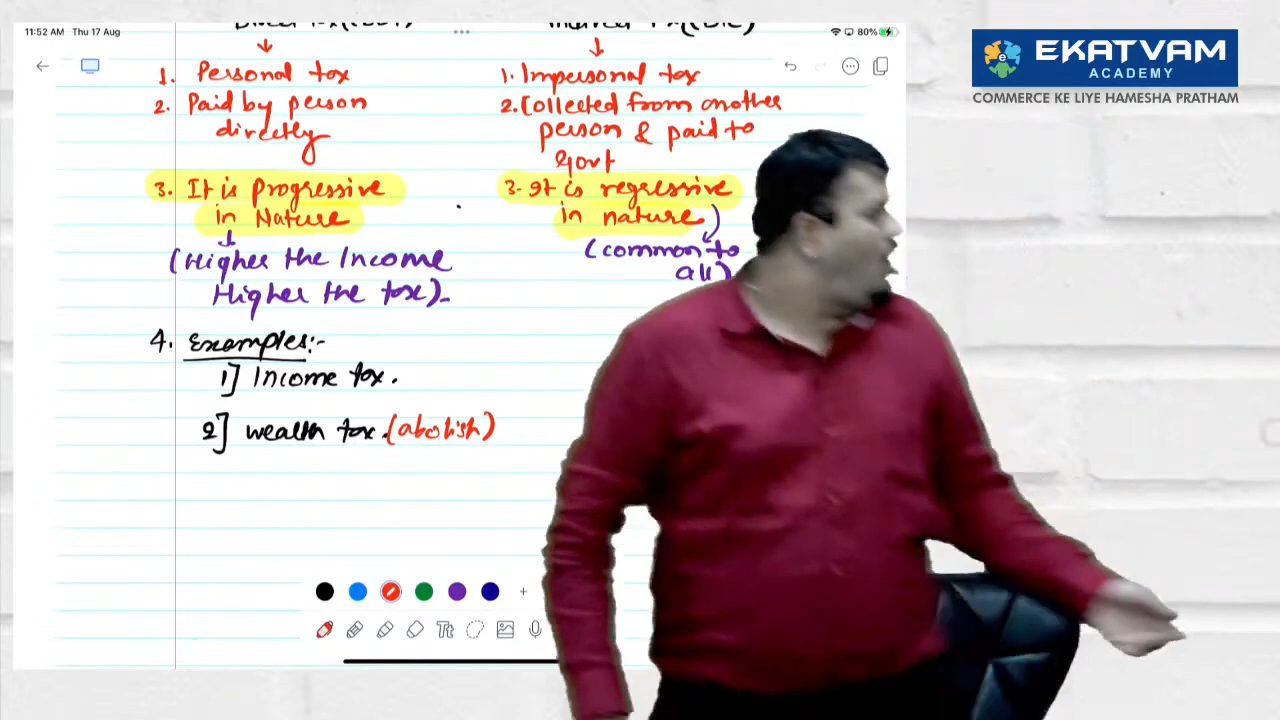 11:52 AM Thu 17 Aug
80%
1. Personal tax
2. Paid by person
directly
3. It is Progressive
in Nature
(Higher the Income
Higher the tax).
4. Examples:-
1] Income tax.
2] wealth tax. (abolish)
1. Impersonal tax
2. Collected from another
person & paid to
Govt
3. It is regressive
in nature
(common to
all)
Tt
EKATVAM
ACADEMY
COMMERCE KE LIYE HAMESHA PRATHAM